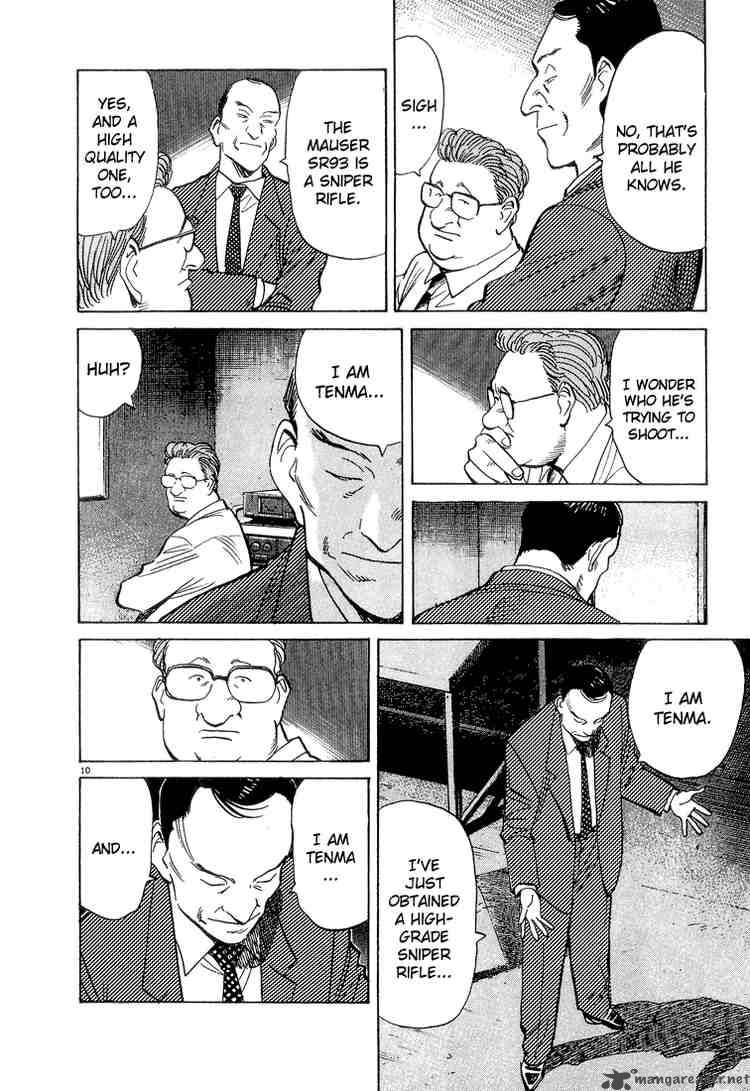 NO, THAT'S
PROBABLY
ALL HE
KNOWS.
SIGH
...
THE
MAUSER
SR93 IS
A SNIPER
RIFLE.
YES,
AND A
HIGH
QUALITY
ONE,
TOO...
I WONDER
WHO HE'S
TRYING TO
SHOOT...
I AM
TENMA...
HUH?
I AM
TENMA.
I'VE
JUST
OBTAINED
A HIGH-
GRADE
SNIPER
RIFLE...
10
I AM
TENMA
...
AND...
mangareader.net